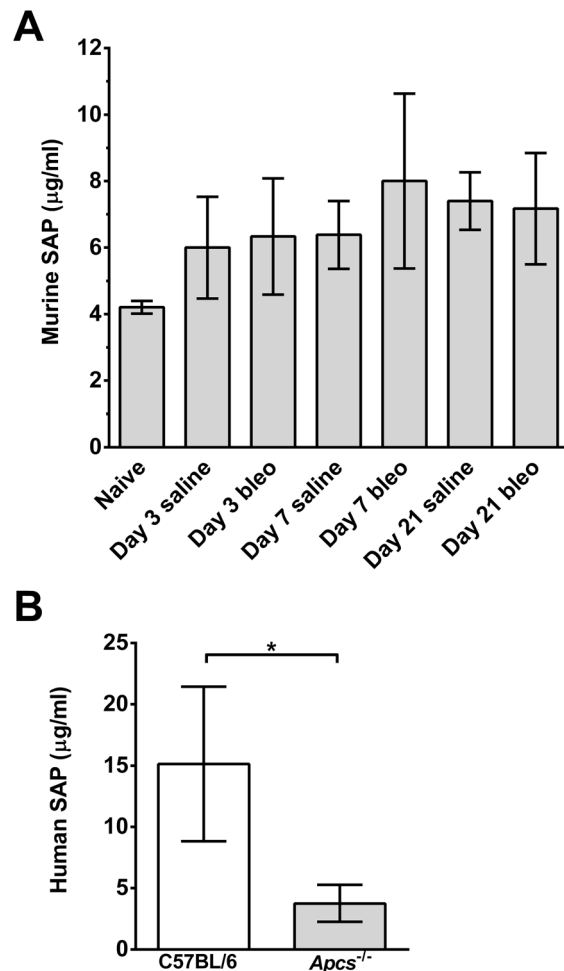 A
Murine SAP (μg/ml)
12
10
8
6
4
2
0
Naive
Day 3 saline
Day 3 bleo
Day 7 saline
Day 7 bleo
Day 21 saline
Day 21 bleo
B
Human SAP (μg/ml)
25
20
15
10
5
0
*
C57BL/6
Apcs-/-